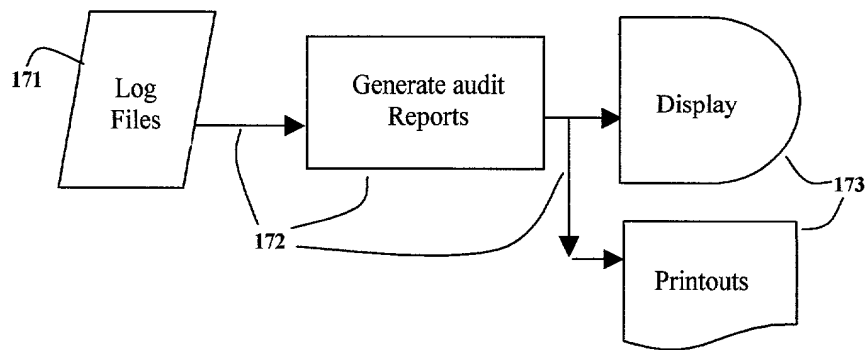 171
Log
Files
Generate audit
Reports
Display
172
173
Printouts